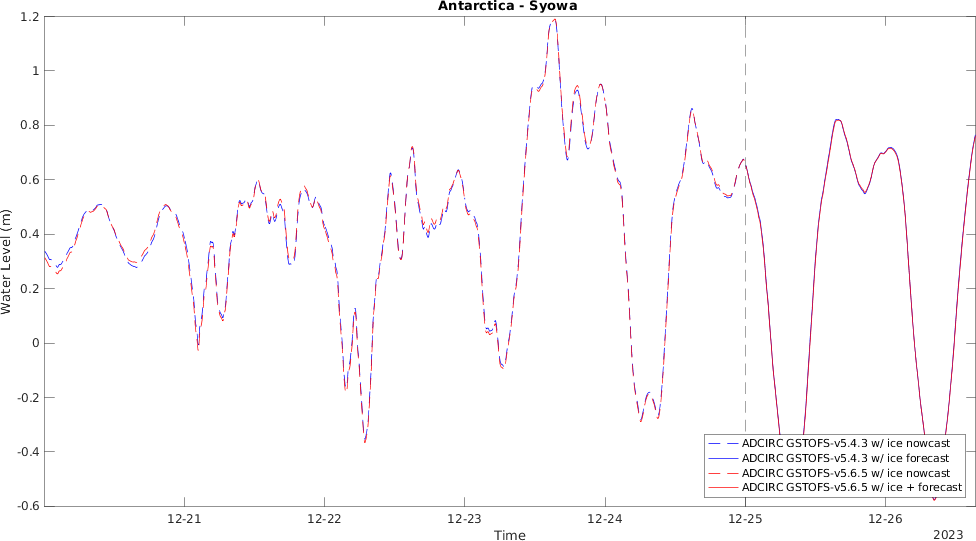 Antarctica - Syowa
1.2
1
0.8
0.6
0.4
0.2
0
-0.2
-0.4
-0.6
Water Level (m)
ADCIRC GSTOFS-v5.4.3 w/ ice nowcast
ADCIRC GSTOFS-v5.4.3 w/ ice forecast
ADCIRC GSTOFS-v5.6.5 w/ ice nowcast
ADCIRC GSTOFS-v5.6.5 w/ ice + forecast
12-21 12-22 12-23 12-24 12-25 12-26
Time
2023